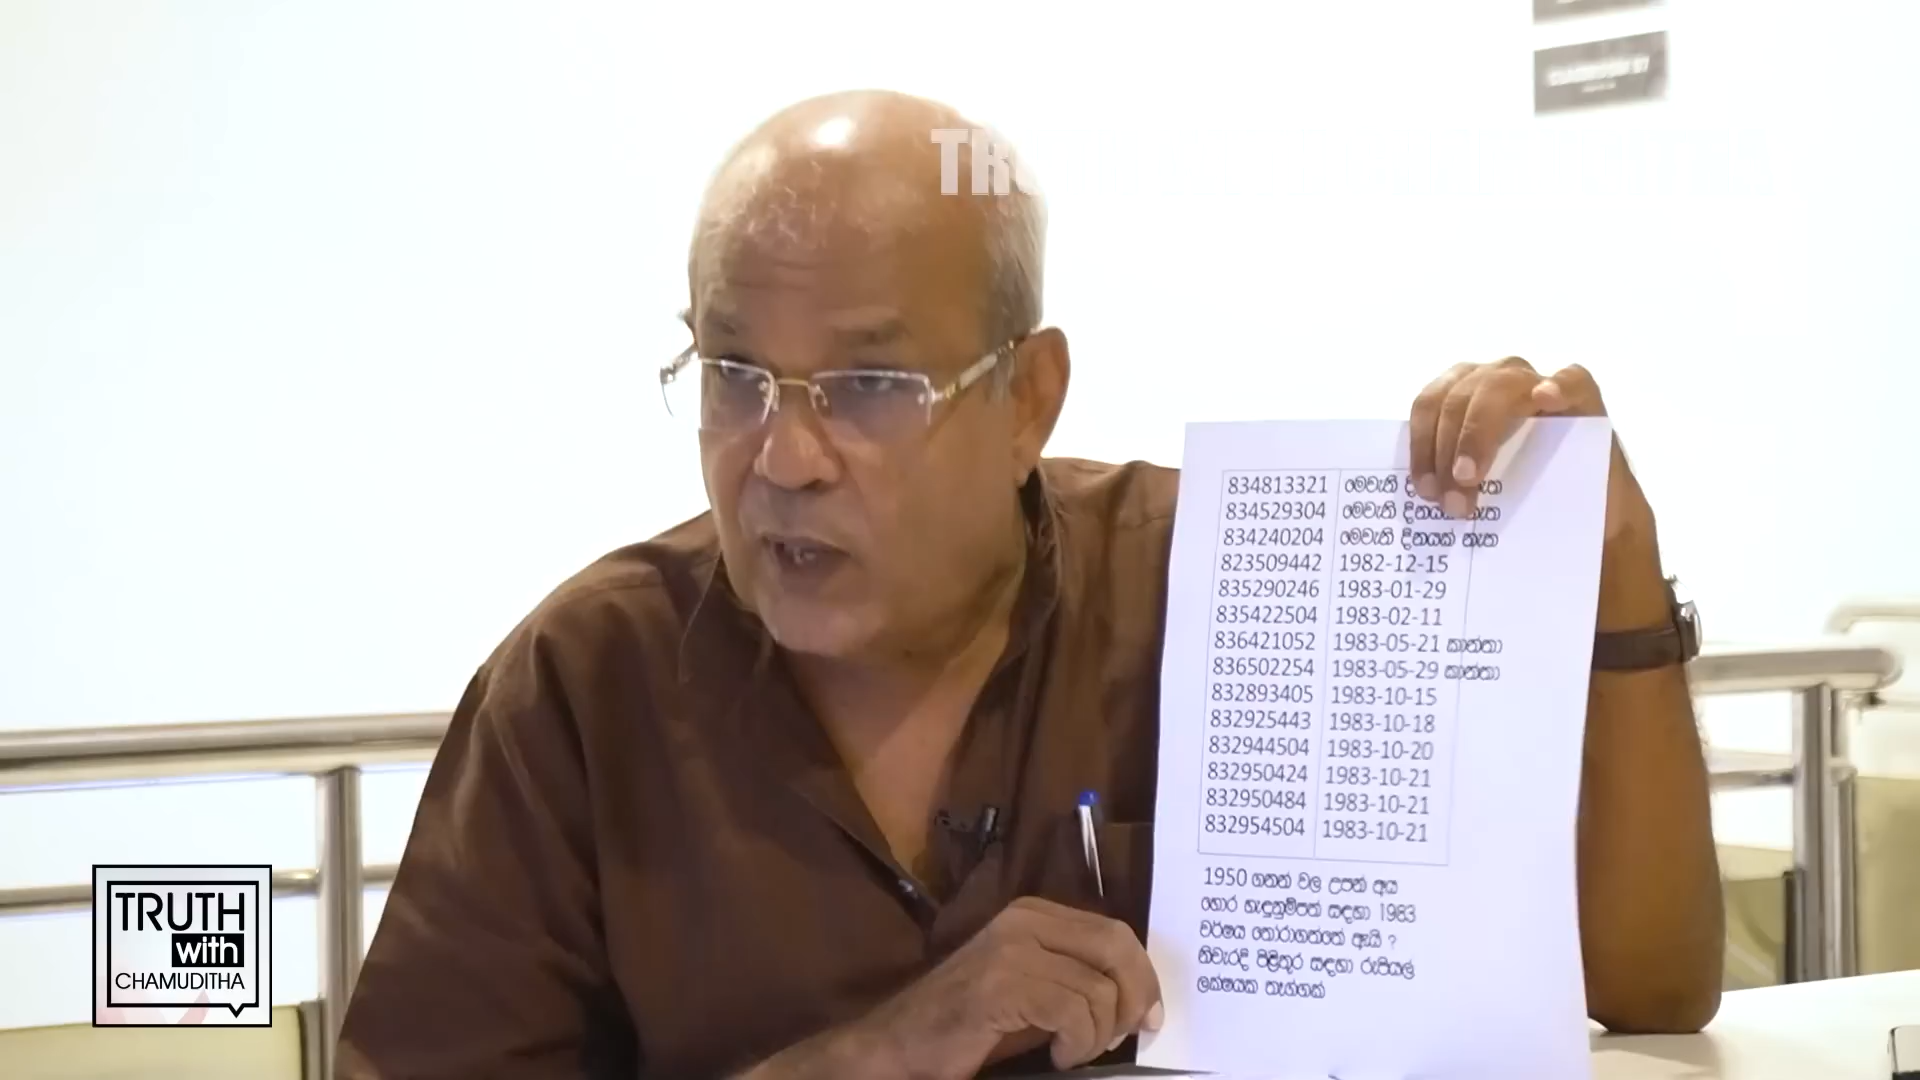 TRUTH
with
CHAMUDITHA
834813321 මෙවැනි
834529304 මෙවැනි දිනයක් නැත
834240204 මෙවැනි දිනයක් නැත
823509442 1982-12-15
835290246 1983-01-29
835422504 1983-02-11
836421052 1983-05-21 කාන්තා
836502254 1983-05-29 කාන්තා
832893405 1983-10-15
832925443 1983-10-18
832944504 1983-10-20
832950424 1983-10-21
832950484 1983-10-21
832954504 1983-10-21
1950 ගනන් වල උපන් අය
හොර හැඳුනුම්පත් සඳහා 1983
වර්ෂය තෝරාගත්තේ ඇයි ?
නිවැරදි පිළිතුර සඳහා රුපියල්
ලක්ෂයක තෑග්ගක්